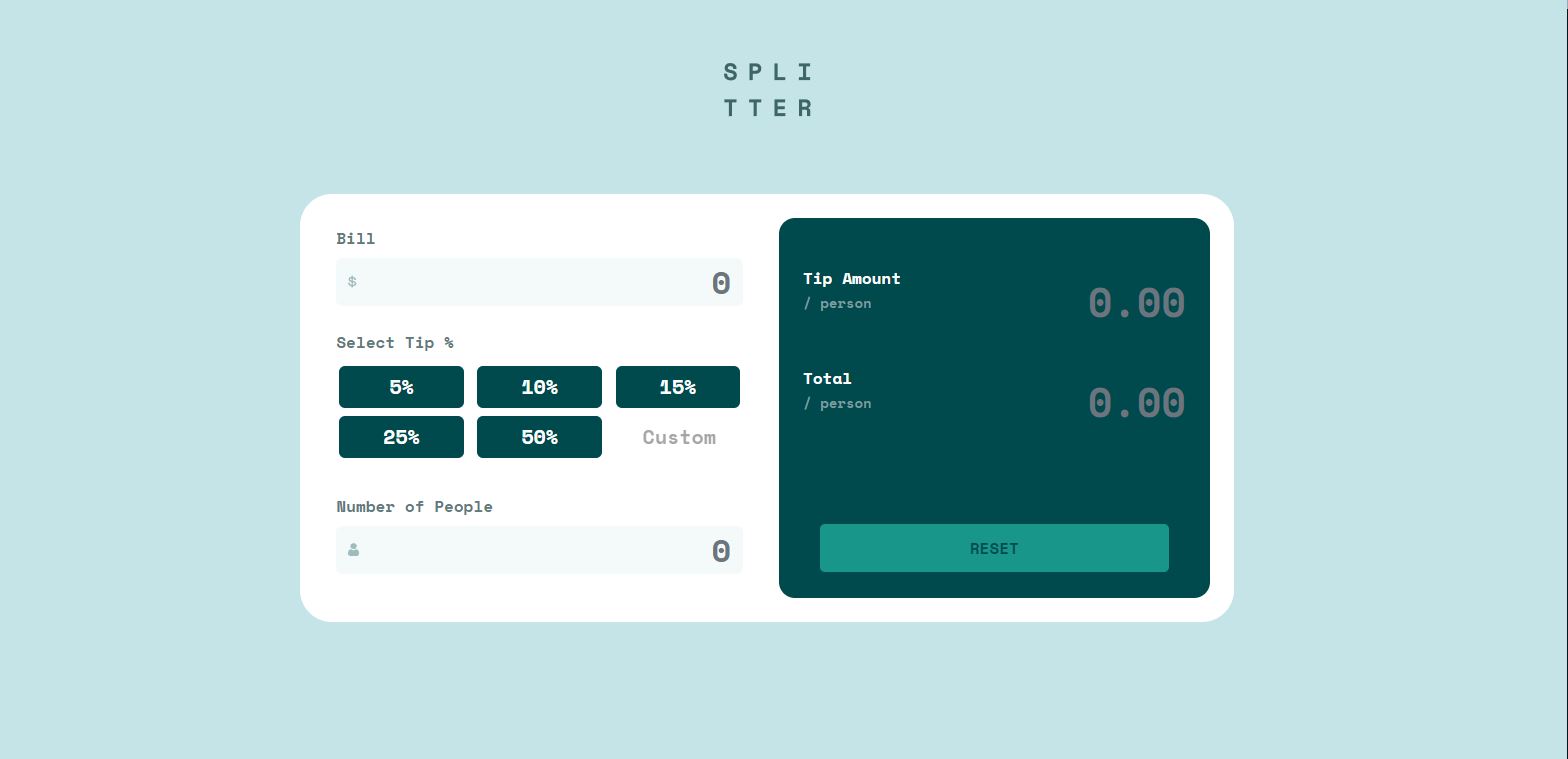 SPLI
TTER
Bill
$
0
Select Tip %
5%
10%
15%
25%
50%
Custom
Number of People
0
Tip Amount
/ person
0.00
Total
/ person
0.00
RESET